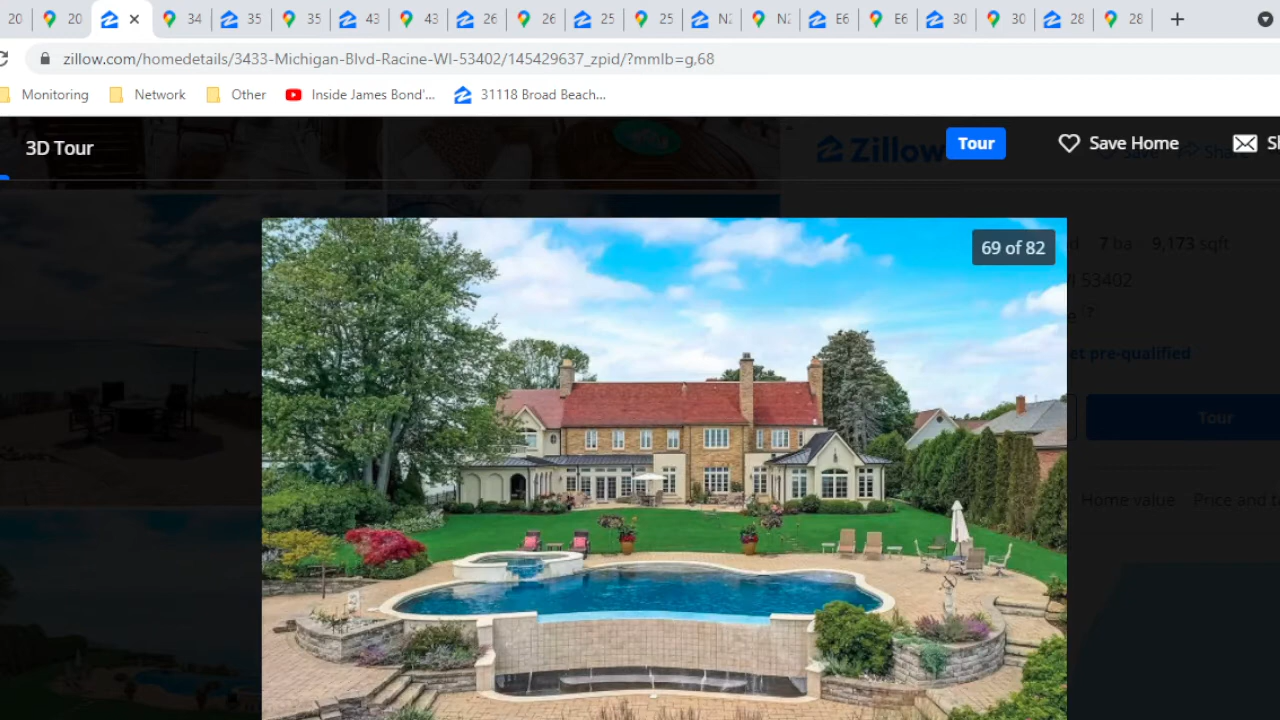 20 20 34 35 35 43 43 26 26 25 25 N2 N2 E6 E6 30 30 28 28
zillow.com/homedetails/3433-Michigan-Blvd-Racine-WI-53402/145429637_zpid/?mmlb=g,68
Monitoring Network Other Inside James Bond'... 31118 Broad Beach...
3D Tour Zillow Tour Save Home Sh
69 of 82
d 7 ba 9,173 sqft
53402
e ?
et pre-qualified
Tour
Home value Price and t